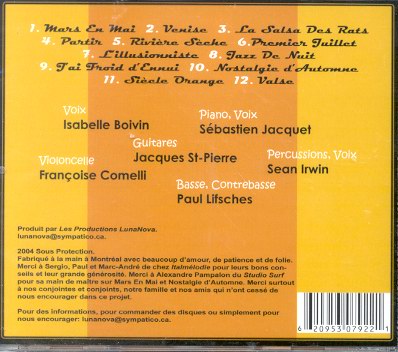 1. Mars En Mai 2. Venise 3. La Salsa Des Rats
4. Partir 5. Rivière Sèche 6. Premier Juillet
7. L'illusionniste 8. Jazz De Nuit
9. J'ai Froid d'Ennui 10. Nostalgie d'Automne
11. Siècle Orange 12. Valse
Voix
Isabelle Boivin
Piano, Voix
Sébastien Jacquet
Guitares
Jacques St-Pierre
Violoncelle
Françoise Comelli
Percussions, Voix
Sean Irwin
Basse, Contrebasse
Paul Lifsches
Produit par Les Productions LunaNova.
lunanova@sympatico.ca.
2004 Sous Protection.
Fabriqué à la main à Montréal avec beaucoup d'amour, de patience et de folie.
Merci à Sergio, Paul et Marc-André de chez Italmélodie pour leurs bons con-
seils et leur grande générosité. Merci à Alexandre Pampalon du Studio Surf
pour sa main de maître sur Mars En Mai et Nostalgie d'Automne. Merci surtout
à nos conjointes et conjoints, notre famille et nos amis qui n'ont cassé de
nous encourager dans ce projet.
Pour des informations, pour commander des disques ou simplement pour
nous encourager: lunanova@sympatico.ca.
6 20953 07922 1